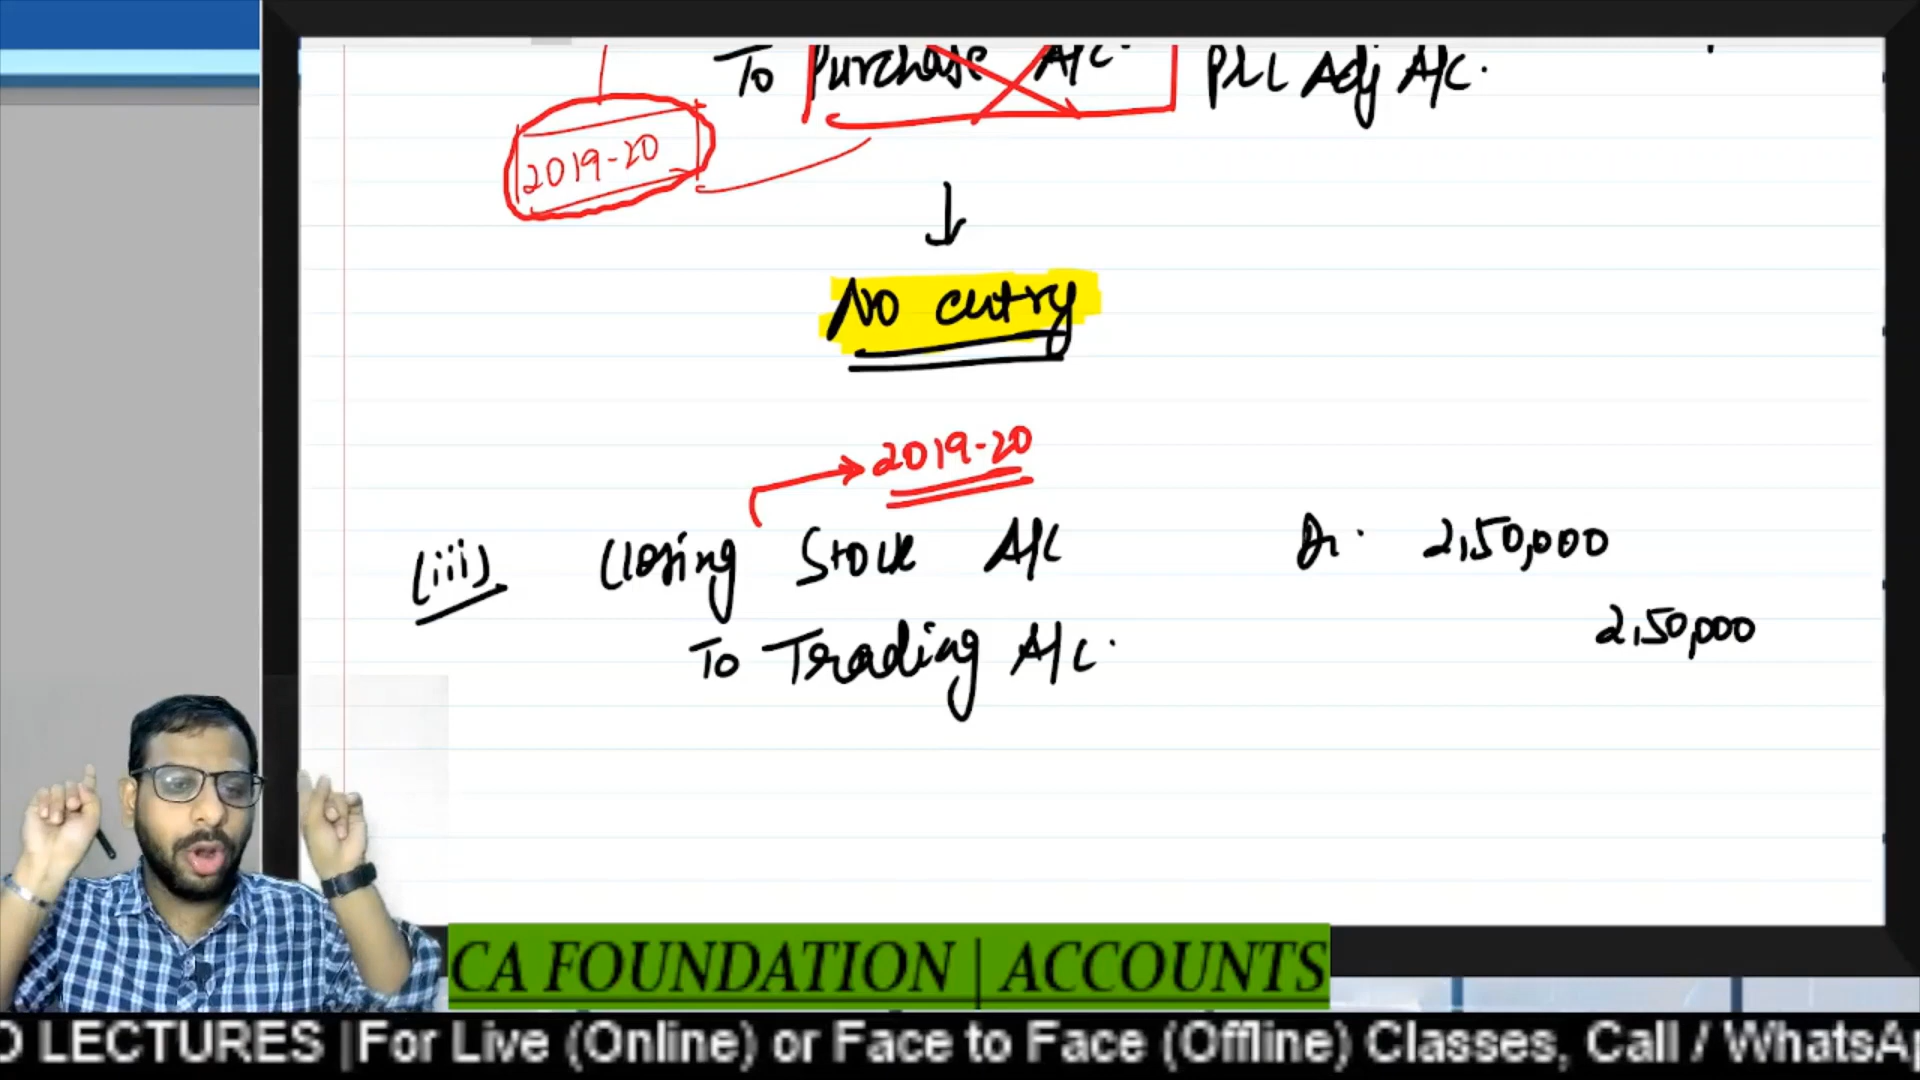 To Purchase A/c. P&L Adj A/c.
2019-20
↓
No entry
2019-20
(iii) Closing Stock A/c Dr. 2,50,000
To Trading A/c. 2,50,000
CA FOUNDATION | ACCOUNTS
LECTURES | For Live (Online) or Face to Face (Offline) Classes, Call / WhatsAp